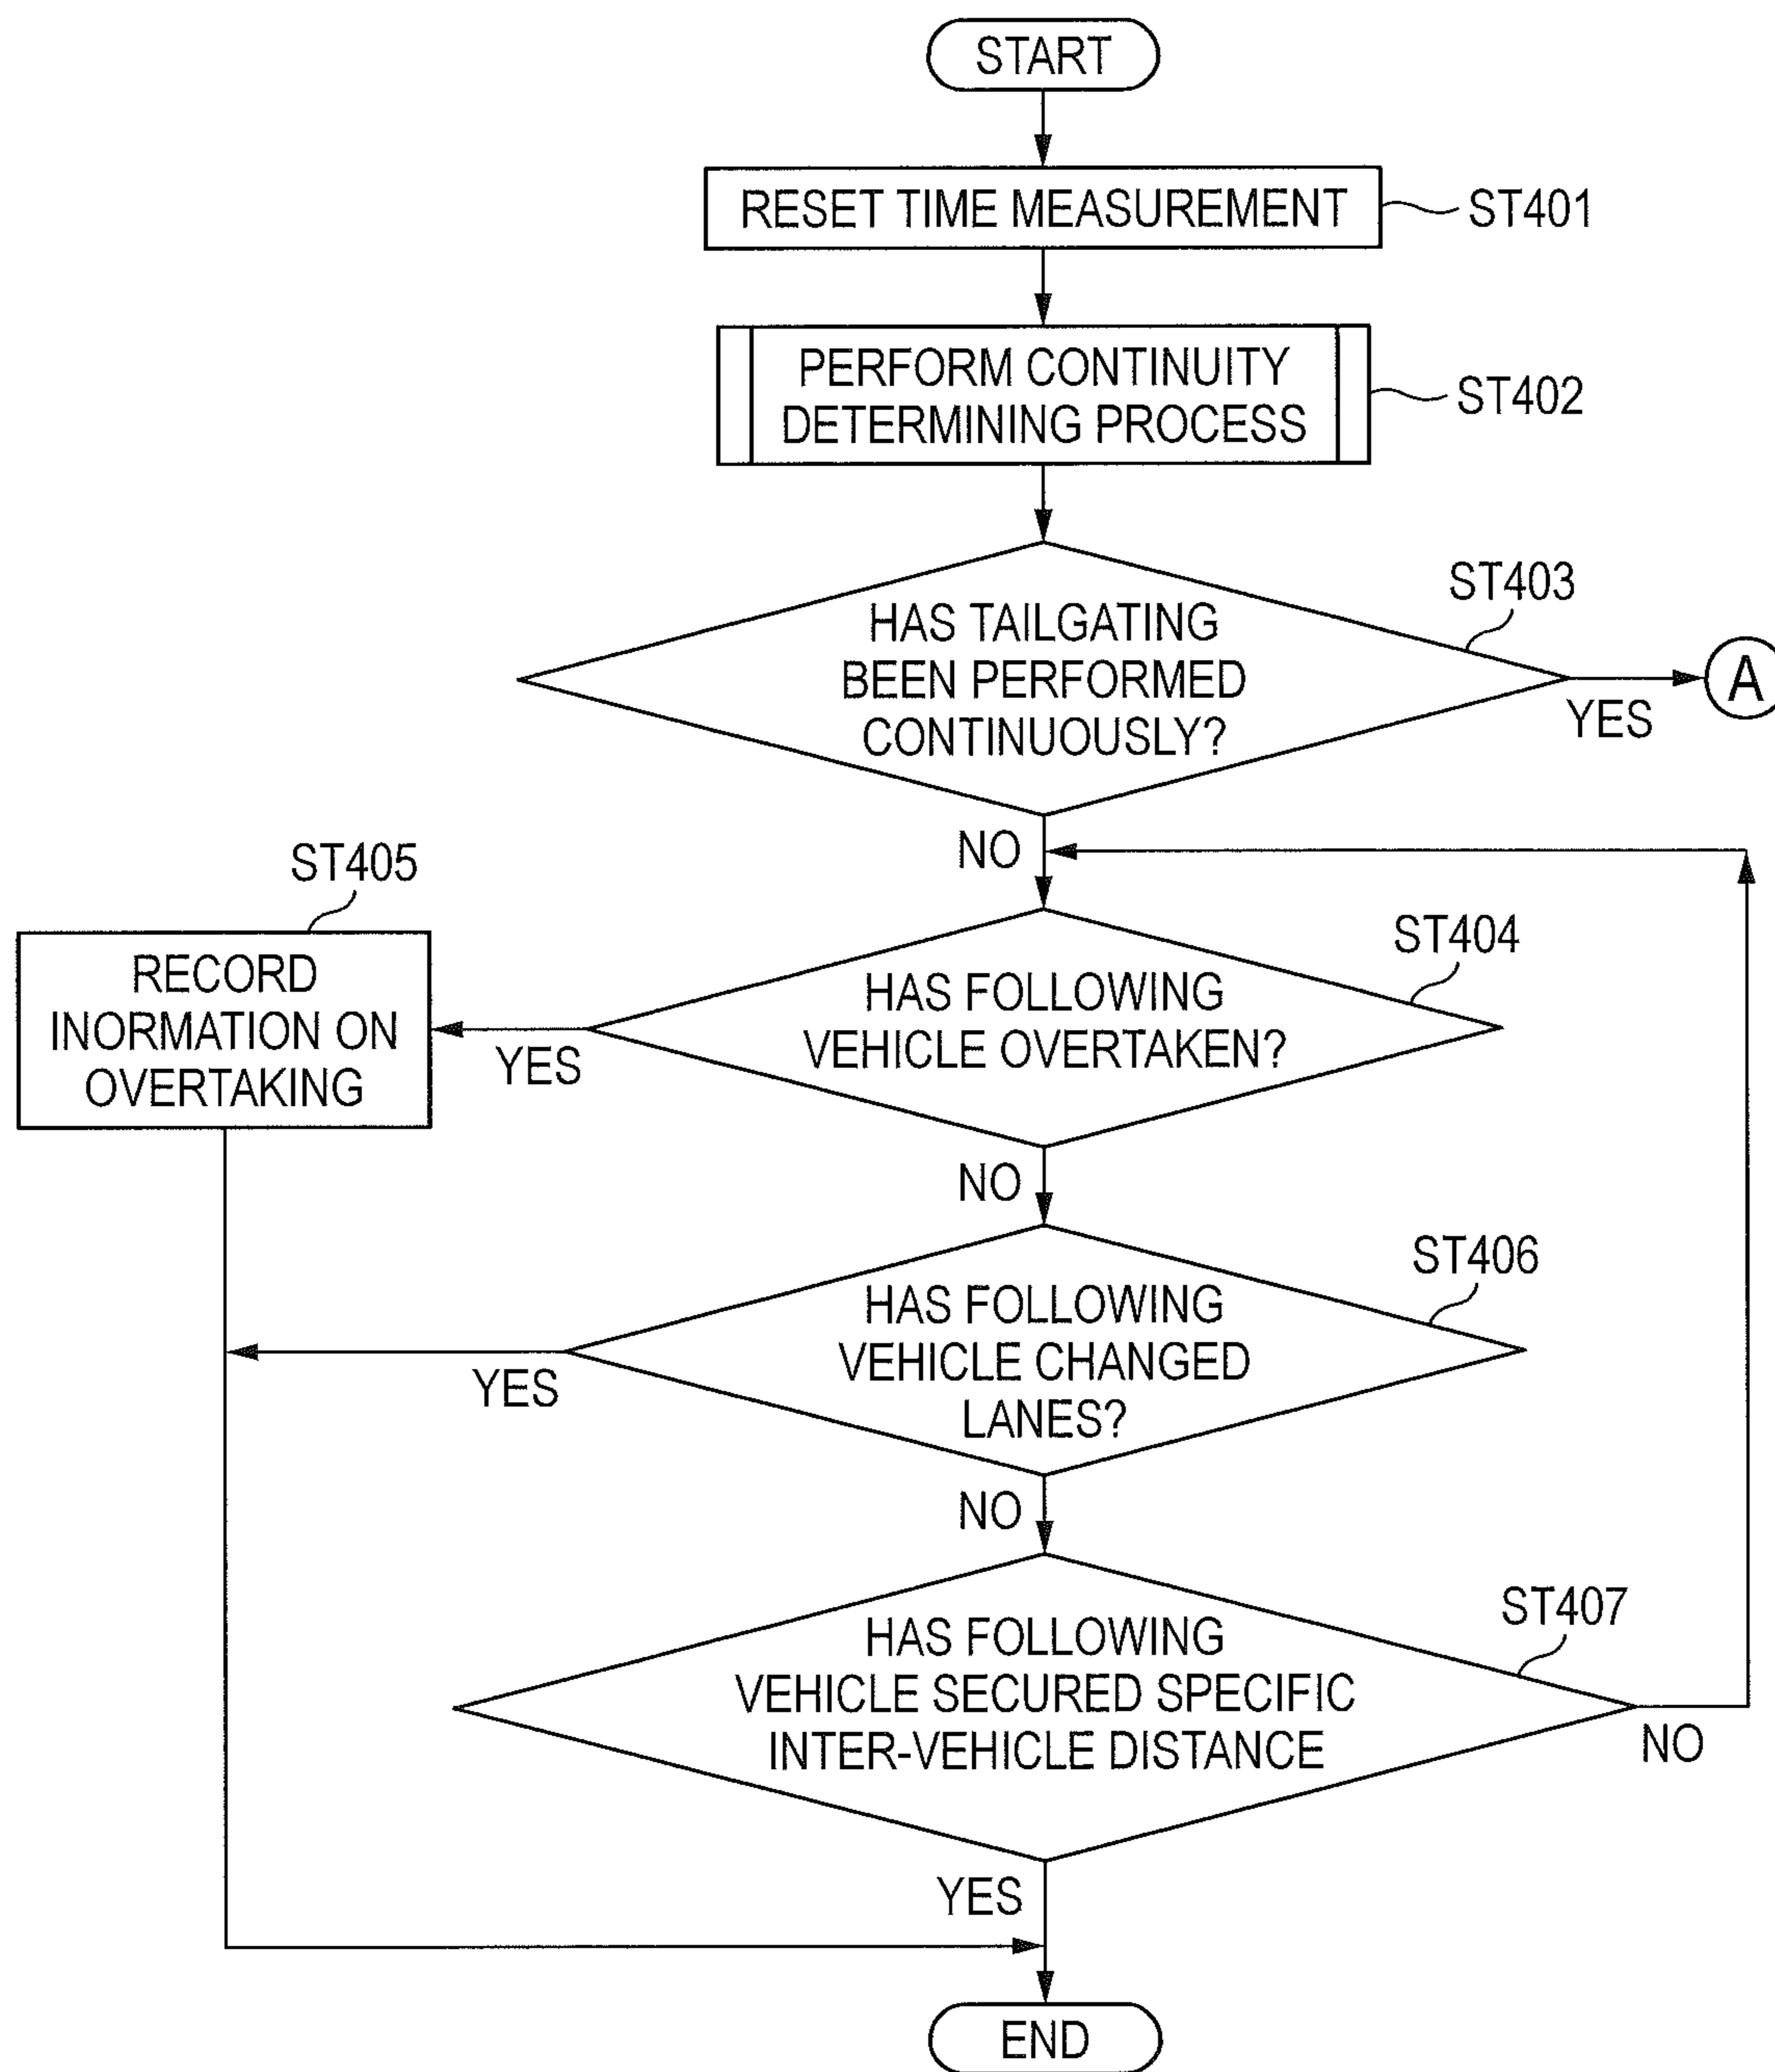 START
RESET TIME MEASUREMENT
ST401
PERFORM CONTINUITY
DETERMINING PROCESS
ST402
ST403
HAS TAILGATING
BEEN PERFORMED
CONTINUOUSLY?
YES
A
NO
ST405
RECORD
INORMATION ON
OVERTAKING
ST404
HAS FOLLOWING
VEHICLE OVERTAKEN?
YES
NO
ST406
HAS FOLLOWING
VEHICLE CHANGED
LANES?
YES
NO
ST407
HAS FOLLOWING
VEHICLE SECURED SPECIFIC
INTER-VEHICLE DISTANCE
NO
YES
END